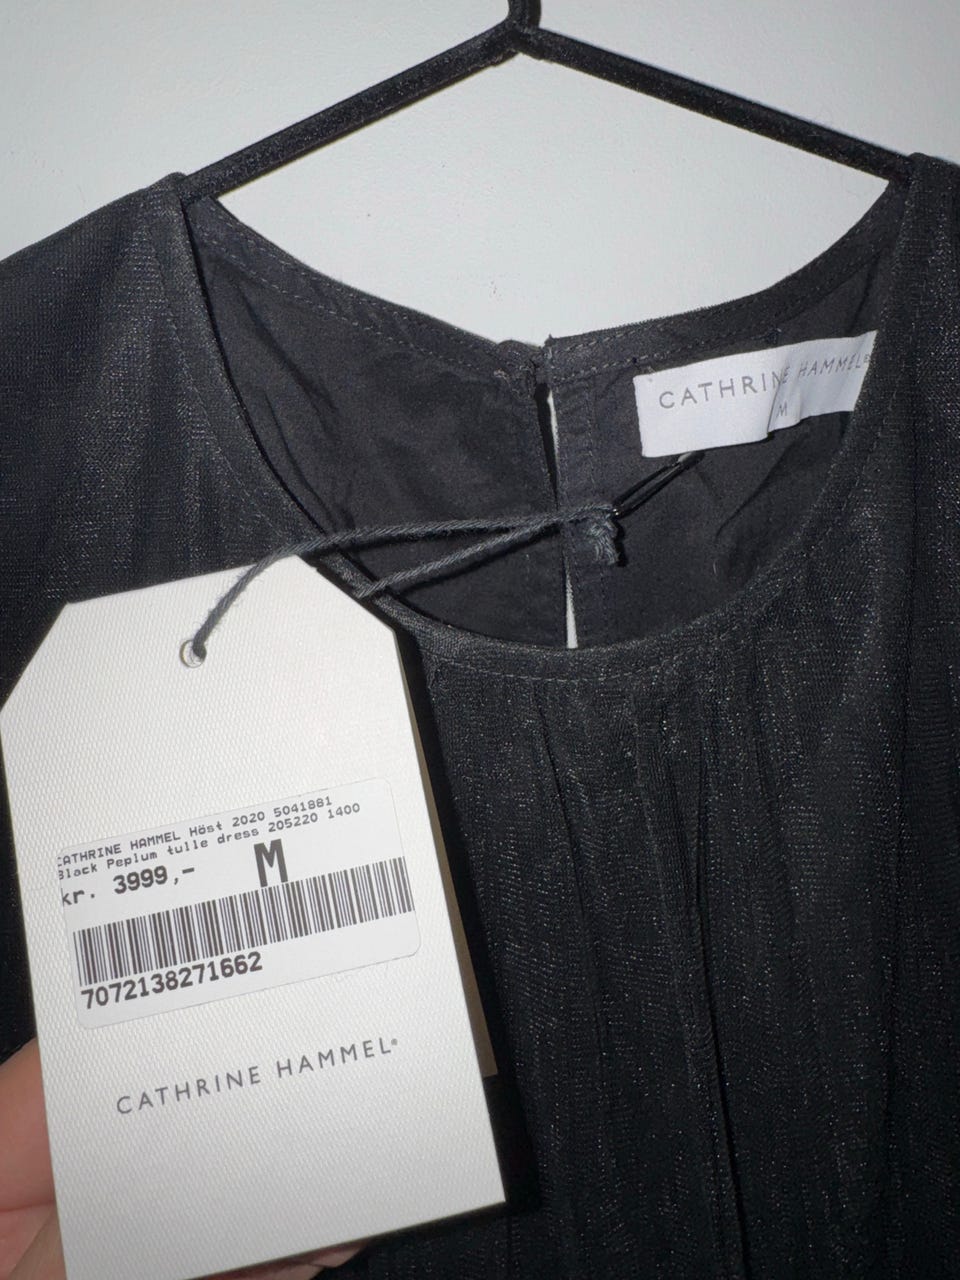 CATHRINE HAMMEL®
M
CATHRINE HAMMEL Höst 2020 5041881
Black Peplum tulle dress 205220 1400
kr. 3999,- M
7072138271662
CATHRINE HAMMEL®